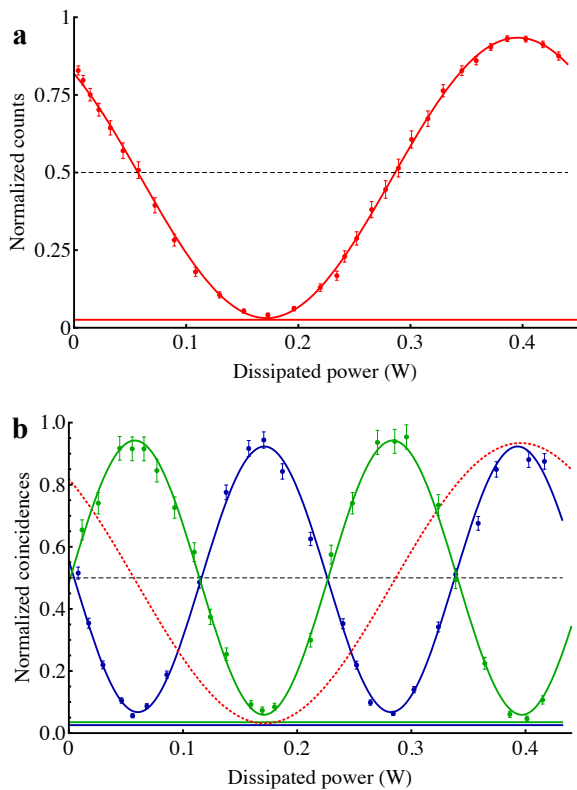 a
Normalized counts
1
0.75
0.5
0.25
0
0 0.1 0.2 0.3 0.4
Dissipated power (W)
b
Normalized coincidences
1.0
0.8
0.6
0.4
0.2
0.0
0 0.1 0.2 0.3 0.4
Dissipated power (W)